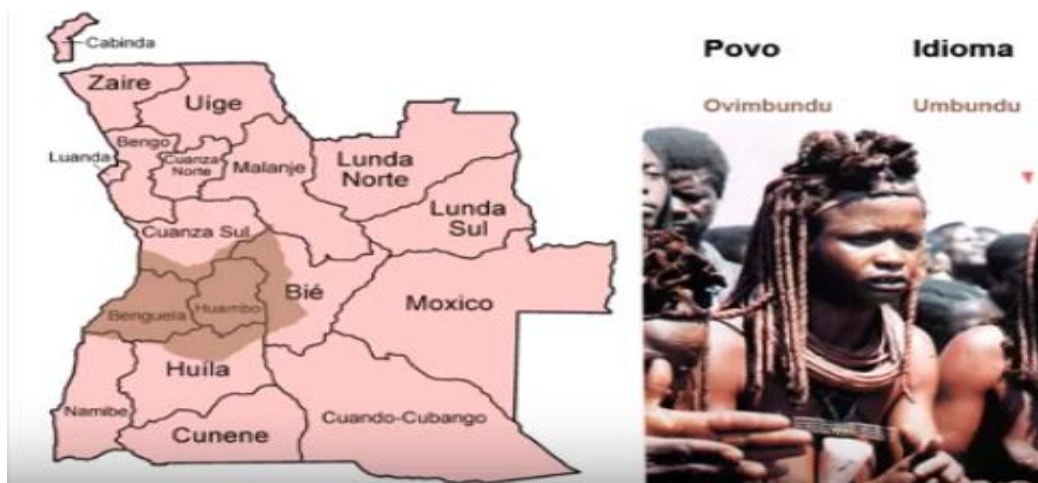 Cabinda
Zaire
Uíge
Bengo
Luanda
Cuanza
Norte
Malanje
Lunda
Norte
Lunda
Sul
Cuanza Sul
Bié
Moxico
Benguela
Huambo
Huíla
Namibe
Cuando-Cubango
Cunene
Povo Idioma
Ovimbundu Umbundu